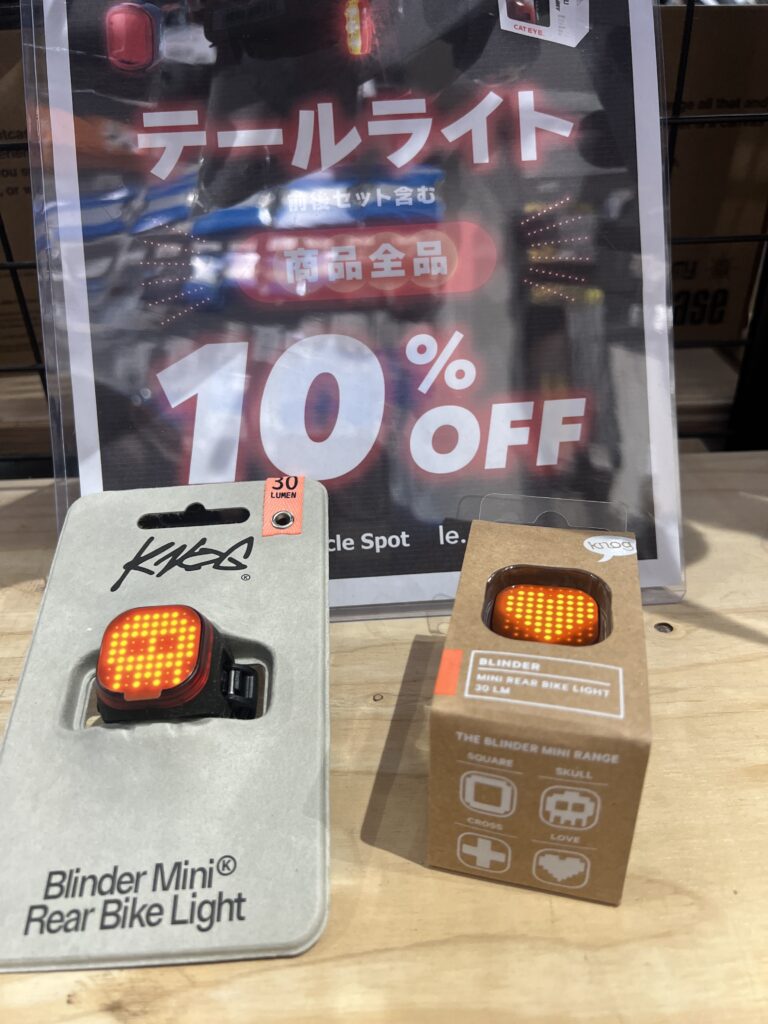 CATEYE
テールライト
前後セット含む
商品全品
10%
OFF
cle Spot le.
30
LUMEN
KNOG
Blinder Mini
Rear Bike Light
knog
BLINDER
MINI REAR BIKE LIGHT
30 LM
THE BLINDER MINI RANGE
SQUARE
SKULL
CROSS
LOVE
ase